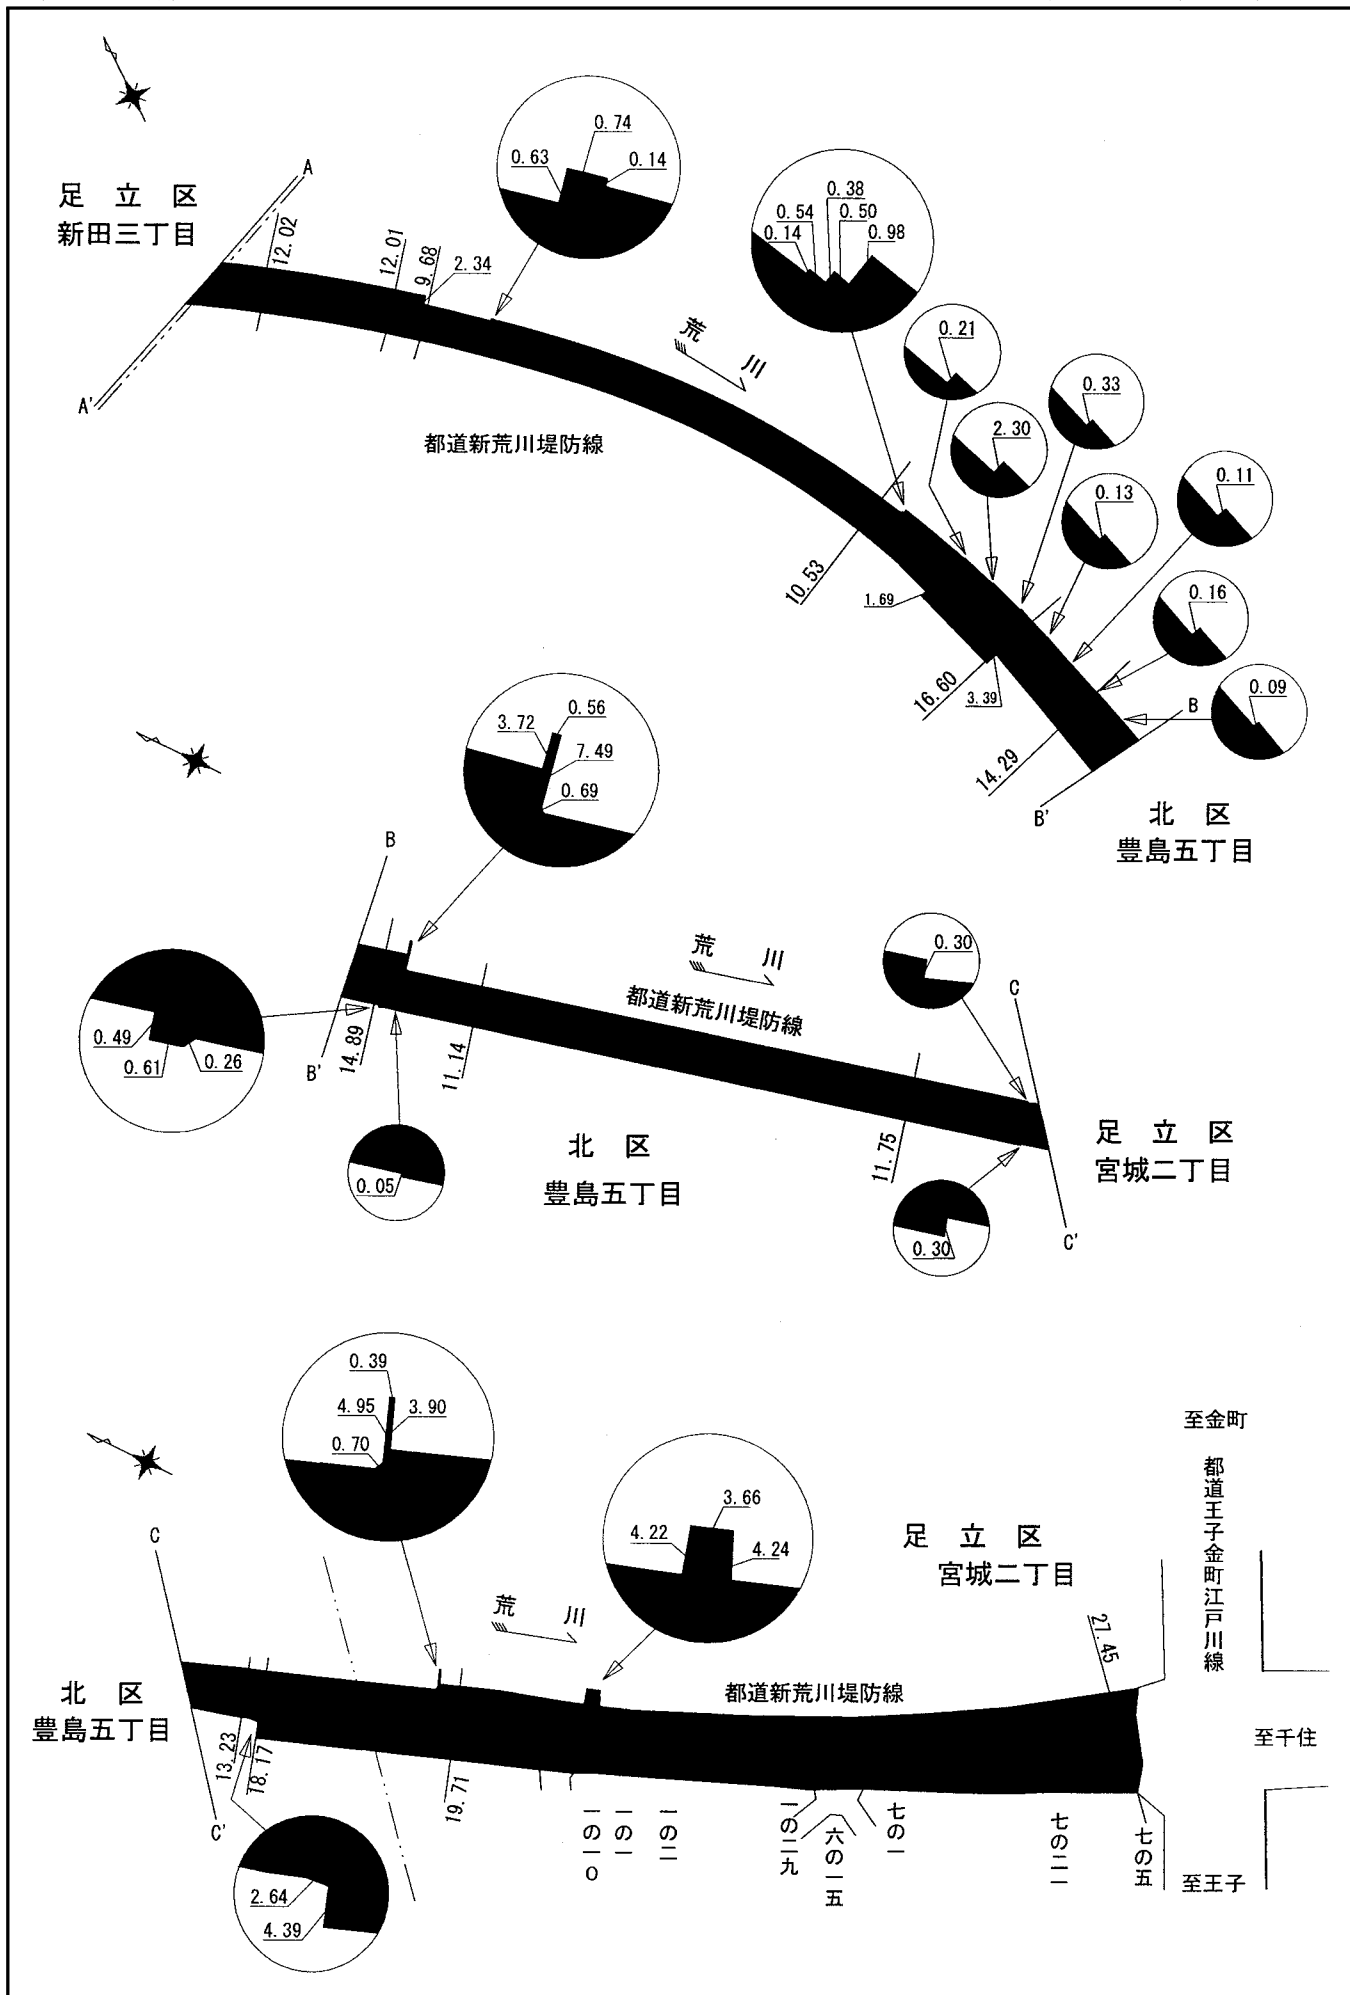 A
足立区
新田三丁目
12.02
12.01
9.68
2.34
0.63
0.74
0.14
0.14
0.54
0.38
0.50
0.98
0.21
2.30
0.33
0.13
0.11
0.16
0.09
荒川
A'
都道新荒川堤防線
10.53
1.69
16.60
3.39
14.29
B
B'
北区
豊島五丁目
3.72
0.56
7.49
0.69
B
荒川
0.30
C
都道新荒川堤防線
0.49
0.61
0.26
B'
14.89
11.14
0.05
北区
豊島五丁目
11.75
0.30
C'
足立区
宮城二丁目
0.39
4.95
3.90
0.70
3.66
4.22
4.24
至金町
都道王子金町江戸川線
足立区
宮城二丁目
C
荒川
27.45
都道新荒川堤防線
北区
豊島五丁目
13.23
18.17
19.71
至千住
C'
一の一〇
一の一
一の二
一の二九
六の一五
七の一
七の二一
七の五
至王子
2.64
4.39